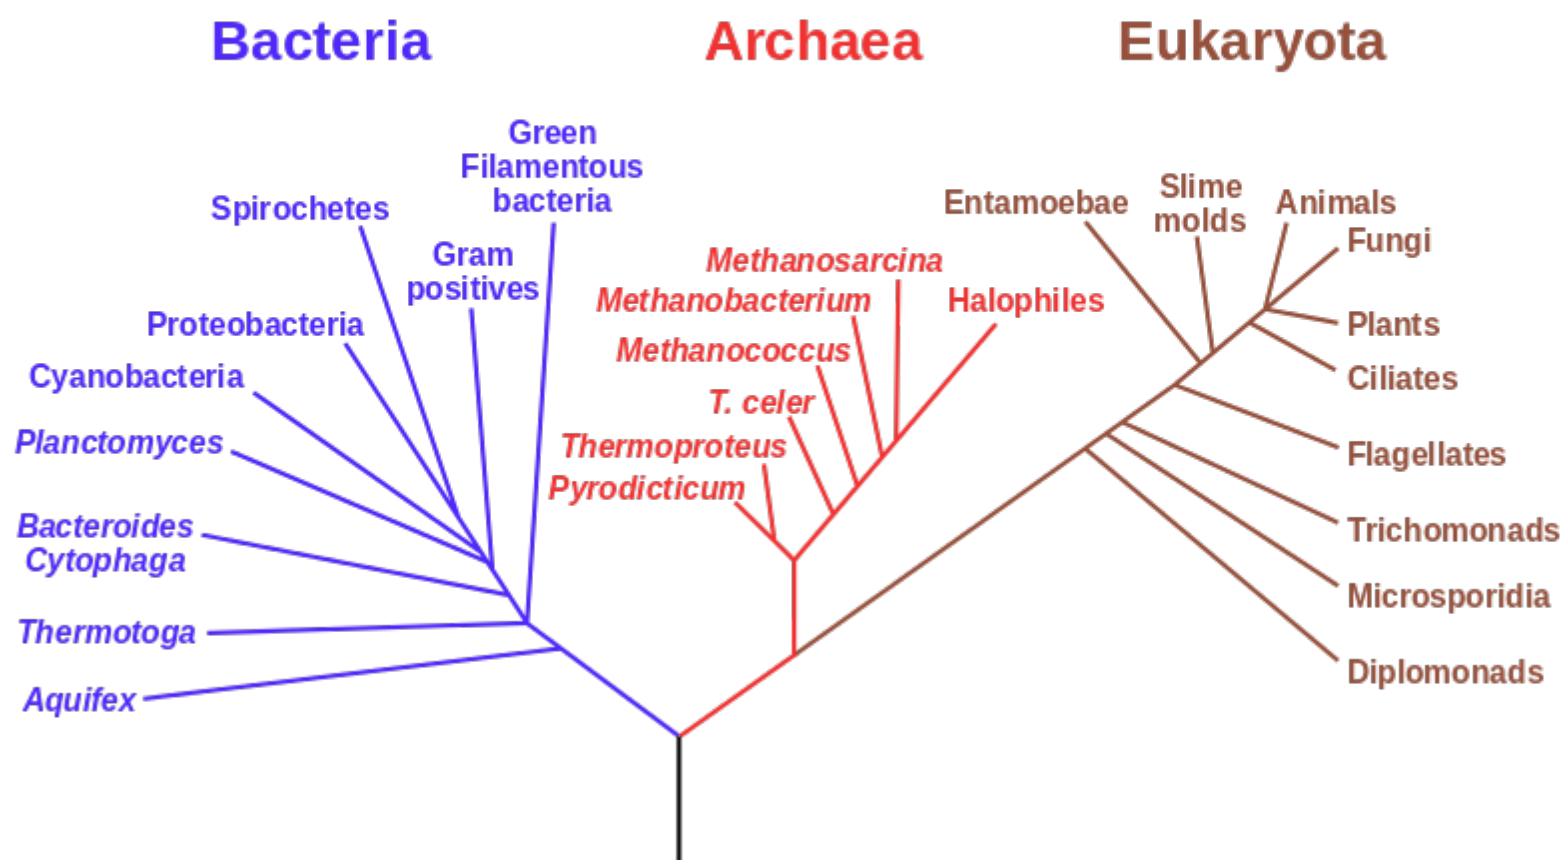 Bacteria
Archaea
Eukaryota
Green
Filamentous
bacteria
Spirochetes
Gram
positives
Proteobacteria
Cyanobacteria
Planctomyces
Bacteroides
Cytophaga
Thermotoga
Aquifex
Methanosarcina
Methanobacterium
Halophiles
Methanococcus
T. celer
Thermoproteus
Pyrodicticum
Entamoebae
Slime
molds
Animals
Fungi
Plants
Ciliates
Flagellates
Trichomonads
Microsporidia
Diplomonads